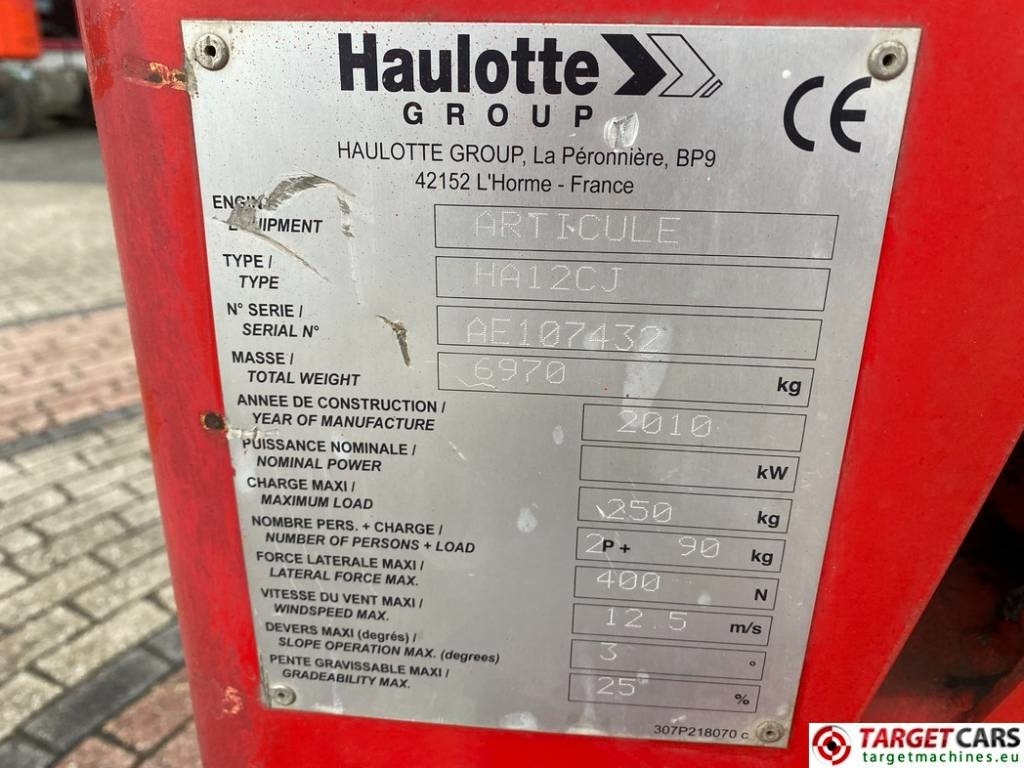 Haulotte
GROUP
CE
HAULOTTE GROUP, La Péronnière, BP9
42152 L'Horme - France
ENGIN
EQUIPMENT ARTICULE
TYPE /
TYPE HA12CJ
N° SERIE /
SERIAL N° AE107432
MASSE /
TOTAL WEIGHT 6970 kg
ANNEE DE CONSTRUCTION /
YEAR OF MANUFACTURE 2010
PUISSANCE NOMINALE /
NOMINAL POWER kW
CHARGE MAXI /
MAXIMUM LOAD 250 kg
NOMBRE PERS. + CHARGE /
NUMBER OF PERSONS + LOAD 2P + 90 kg
FORCE LATERALE MAXI /
LATERAL FORCE MAX. 400 N
VITESSE DU VENT MAXI /
WINDSPEED MAX. 12.5 m/s
DEVERS MAXI (degrés) /
SLOPE OPERATION MAX. (degrees) 3 °
PENTE GRAVISSABLE MAXI /
GRADEABILITY MAX. 25 %
307P218070 c
TARGETCARS
targetmachines.eu